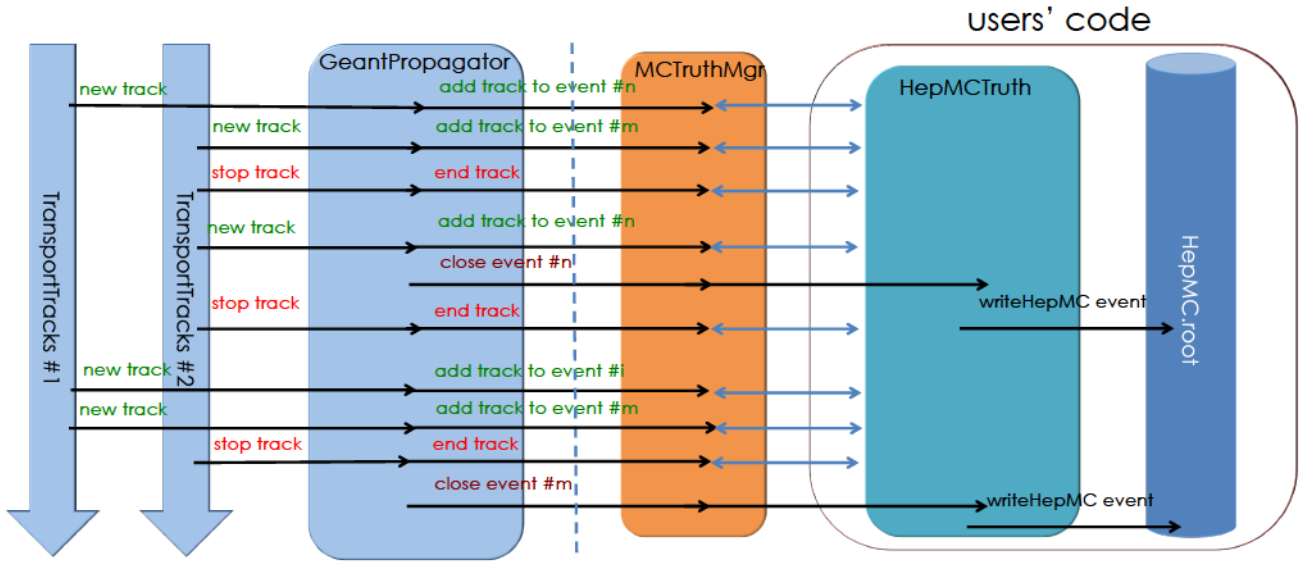 users' code
GeantPropagator
MCTruthMgr
HepMCTruth
new track
add track to event #n
new track
add track to event #m
stop track
end track
new track
add track to event #n
close event #n
stop track
end track
writeHepMC event
new track
add track to event #i
new track
add track to event #m
stop track
end track
close event #m
writeHepMC event
TransportTracks #1
TransportTracks #2
HepMC.root